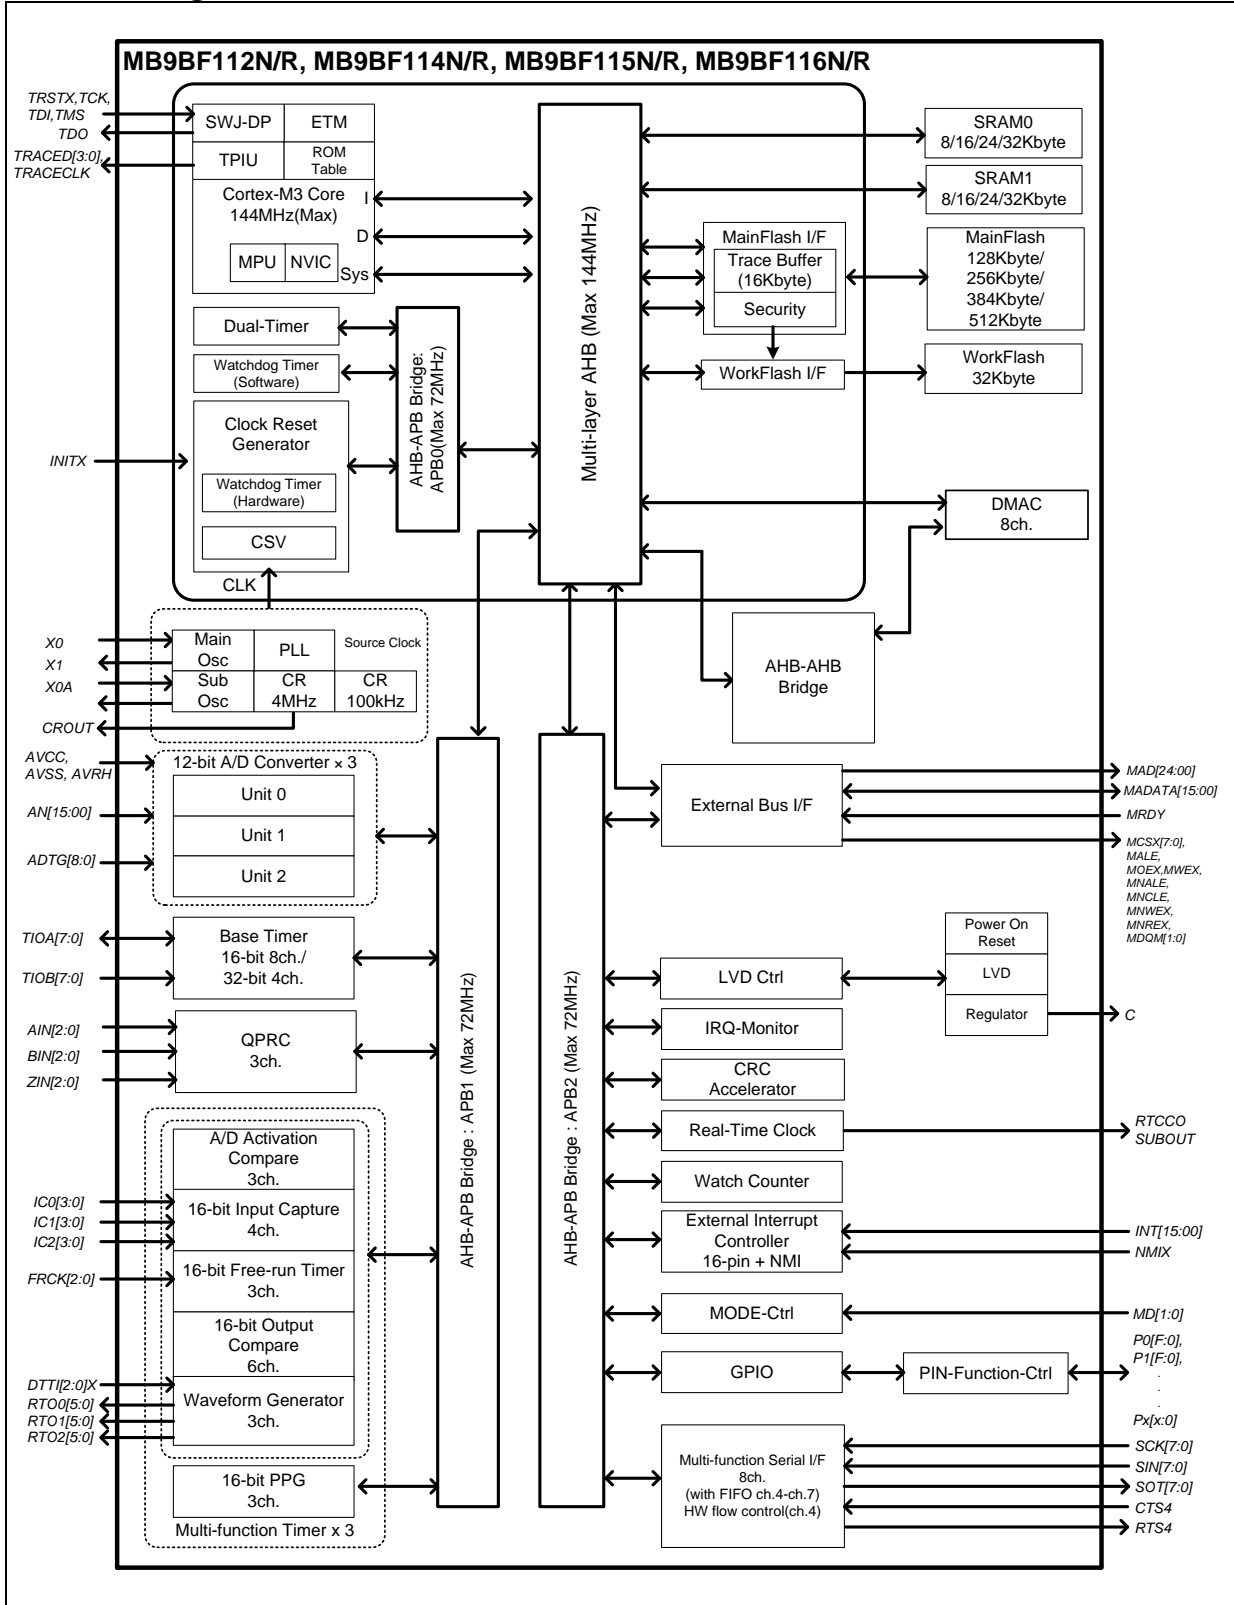 MB9BF112N/R, MB9BF114N/R, MB9BF115N/R, MB9BF116N/R
TRSTX,TCK,
TDI,TMS
TDO
TRACED[3:0],
TRACECLK
SWJ-DP
ETM
TPIU
ROM
Table
Cortex-M3 Core
144MHz(Max)
I
D
Sys
MPU
NVIC
Dual-Timer
Watchdog Timer
(Software)
Clock Reset
Generator
Watchdog Timer
(Hardware)
CSV
CLK
INITX
AHB-APB Bridge:
APB0(Max 72MHz)
Multi-layer AHB (Max 144MHz)
SRAM0
8/16/24/32Kbyte
SRAM1
8/16/24/32Kbyte
MainFlash I/F
Trace Buffer
(16Kbyte)
Security
MainFlash
128Kbyte/
256Kbyte/
384Kbyte/
512Kbyte
WorkFlash I/F
WorkFlash
32Kbyte
DMAC
8ch.
AHB-AHB
Bridge
X0
X1
X0A
CROUT
Main
Osc
PLL
Source Clock
Sub
Osc
CR
4MHz
CR
100kHz
AVCC,
AVSS, AVRH
AN[15:00]
ADTG[8:0]
12-bit A/D Converter × 3
Unit 0
Unit 1
Unit 2
TIOA[7:0]
TIOB[7:0]
Base Timer
16-bit 8ch./
32-bit 4ch.
AIN[2:0]
BIN[2:0]
ZIN[2:0]
QPRC
3ch.
A/D Activation
Compare
3ch.
IC0[3:0]
IC1[3:0]
IC2[3:0]
16-bit Input Capture
4ch.
FRCK[2:0]
16-bit Free-run Timer
3ch.
16-bit Output
Compare
6ch.
DTTI[2:0]X
RTO0[5:0]
RTO1[5:0]
RTO2[5:0]
Waveform Generator
3ch.
16-bit PPG
3ch.
Multi-function Timer x 3
AHB-APB Bridge : APB1 (Max 72MHz)
AHB-APB Bridge : APB2 (Max 72MHz)
External Bus I/F
MAD[24:00]
MADATA[15:00]
MRDY
MCSX[7:0],
MALE,
MOEX,MWEX,
MNALE,
MNCLE,
MNWEX,
MNREX,
MDQM[1:0]
LVD Ctrl
Power On
Reset
LVD
Regulator
C
IRQ-Monitor
CRC
Accelerator
Real-Time Clock
RTCCO
SUBOUT
Watch Counter
External Interrupt
Controller
16-pin + NMI
INT[15:00]
NMIX
MODE-Ctrl
MD[1:0]
GPIO
PIN-Function-Ctrl
P0[F:0],
P1[F:0],
.
.
.
Px[x:0]
Multi-function Serial I/F
8ch.
(with FIFO ch.4-ch.7)
HW flow control(ch.4)
SCK[7:0]
SIN[7:0]
SOT[7:0]
CTS4
RTS4